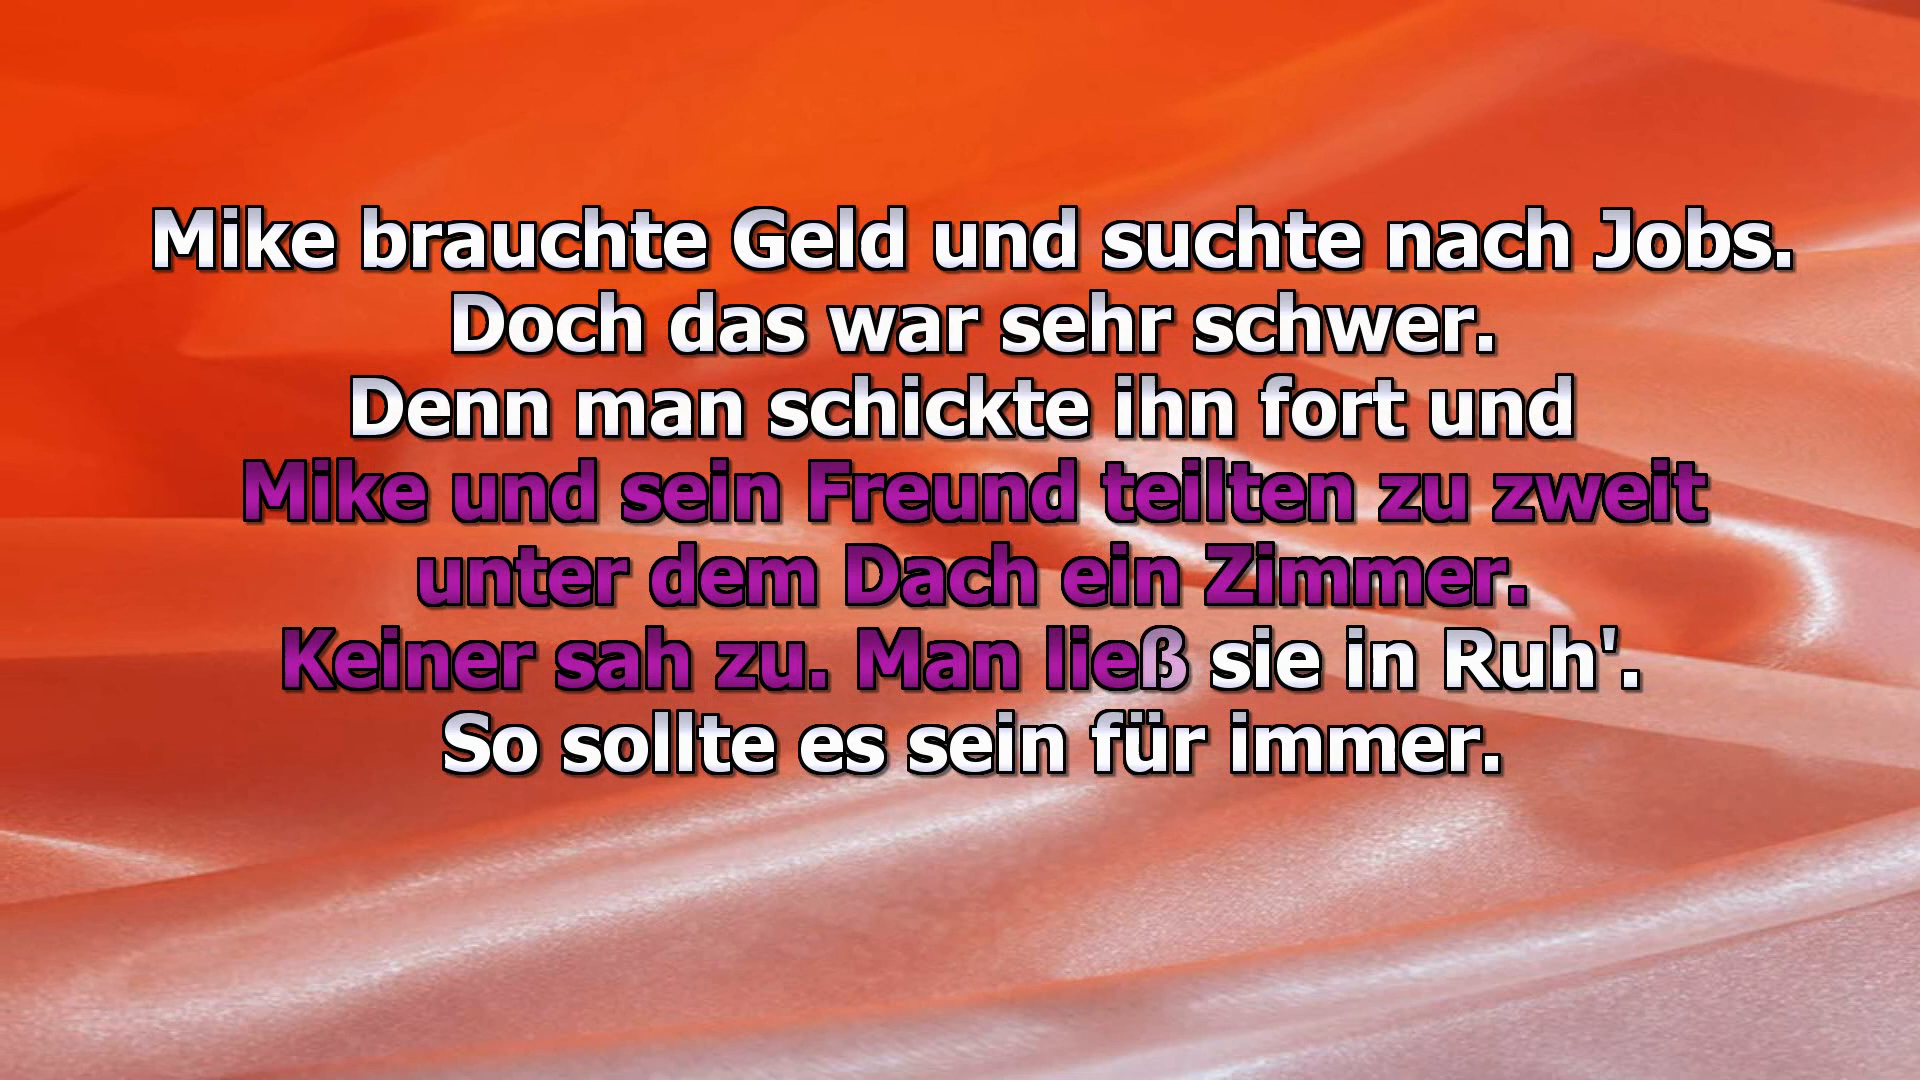 Mike brauchte Geld und suchte nach Jobs.
Doch das war sehr schwer.
Denn man schickte ihn fort und
Mike und sein Freund teilten zu zweit
unter dem Dach ein Zimmer.
Keiner sah zu. Man ließ sie in Ruh'.
So sollte es sein für immer.